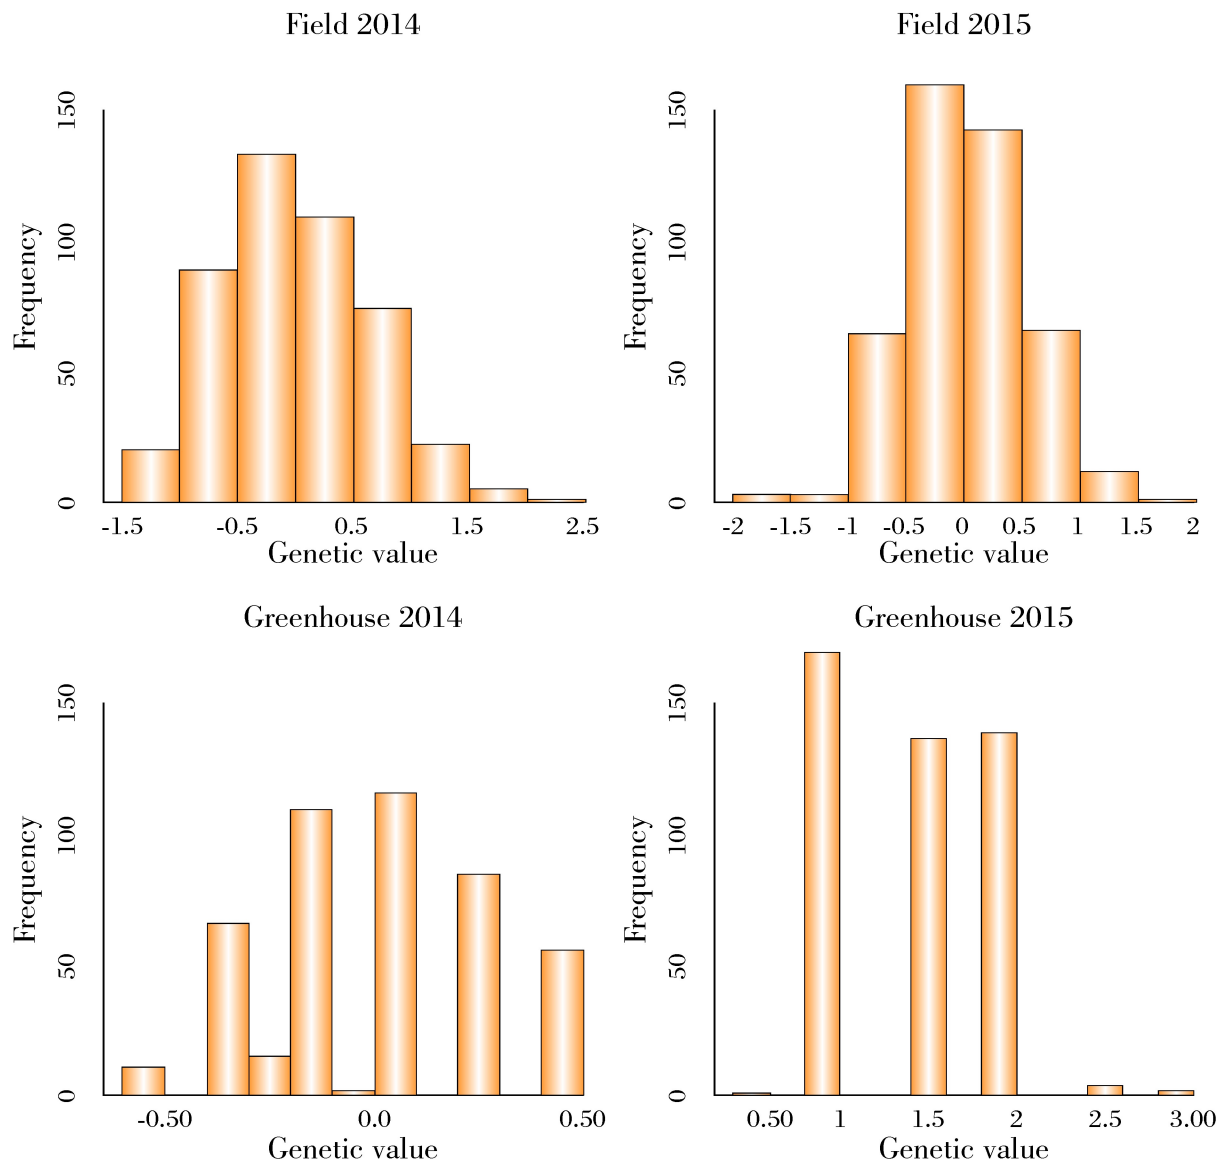 Field 2014
Frequency
150
100
50
0
-1.5 -0.5 0.5 1.5 2.5
Genetic value
Field 2015
Frequency
150
100
50
0
-2 -1.5 -1 -0.5 0 0.5 1 1.5 2
Genetic value
Greenhouse 2014
Frequency
150
100
50
0
-0.50 0.0 0.50
Genetic value
Greenhouse 2015
Frequency
150
100
50
0
0.50 1 1.5 2 2.5 3.00
Genetic value